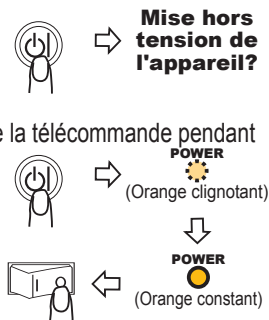 Mise hors
tension de
l'appareil?
e la télécommande pendant
POWER
(Orange clignotant)
POWER
(Orange constant)